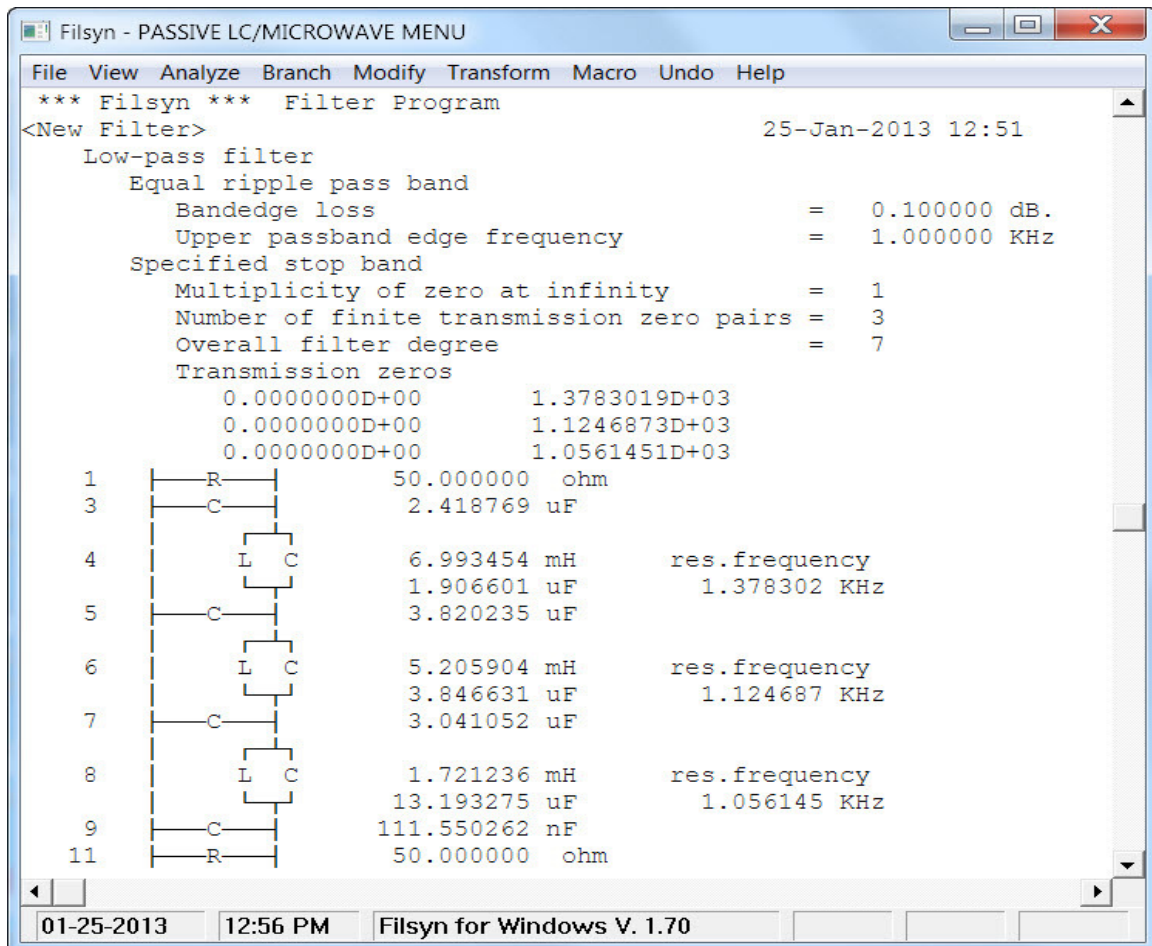 Filsyn - PASSIVE LC/MICROWAVE MENU
File View Analyze Branch Modify Transform Macro Undo Help
*** Filsyn *** Filter Program
<New Filter> 25-Jan-2013 12:51
Low-pass filter
Equal ripple pass band
Bandedge loss = 0.100000 dB.
Upper passband edge frequency = 1.000000 KHz
Specified stop band
Multiplicity of zero at infinity = 1
Number of finite transmission zero pairs = 3
Overall filter degree = 7
Transmission zeros
0.0000000D+00 1.3783019D+03
0.0000000D+00 1.1246873D+03
0.0000000D+00 1.0561451D+03
1 R 50.000000 ohm
3 C 2.418769 uF
4 L C 6.993454 mH res.frequency
1.906601 uF 1.378302 KHz
5 C 3.820235 uF
6 L C 5.205904 mH res.frequency
3.846631 uF 1.124687 KHz
7 C 3.041052 uF
8 L C 1.721236 mH res.frequency
13.193275 uF 1.056145 KHz
9 C 111.550262 nF
11 R 50.000000 ohm
01-25-2013 12:56 PM Filsyn for Windows V. 1.70